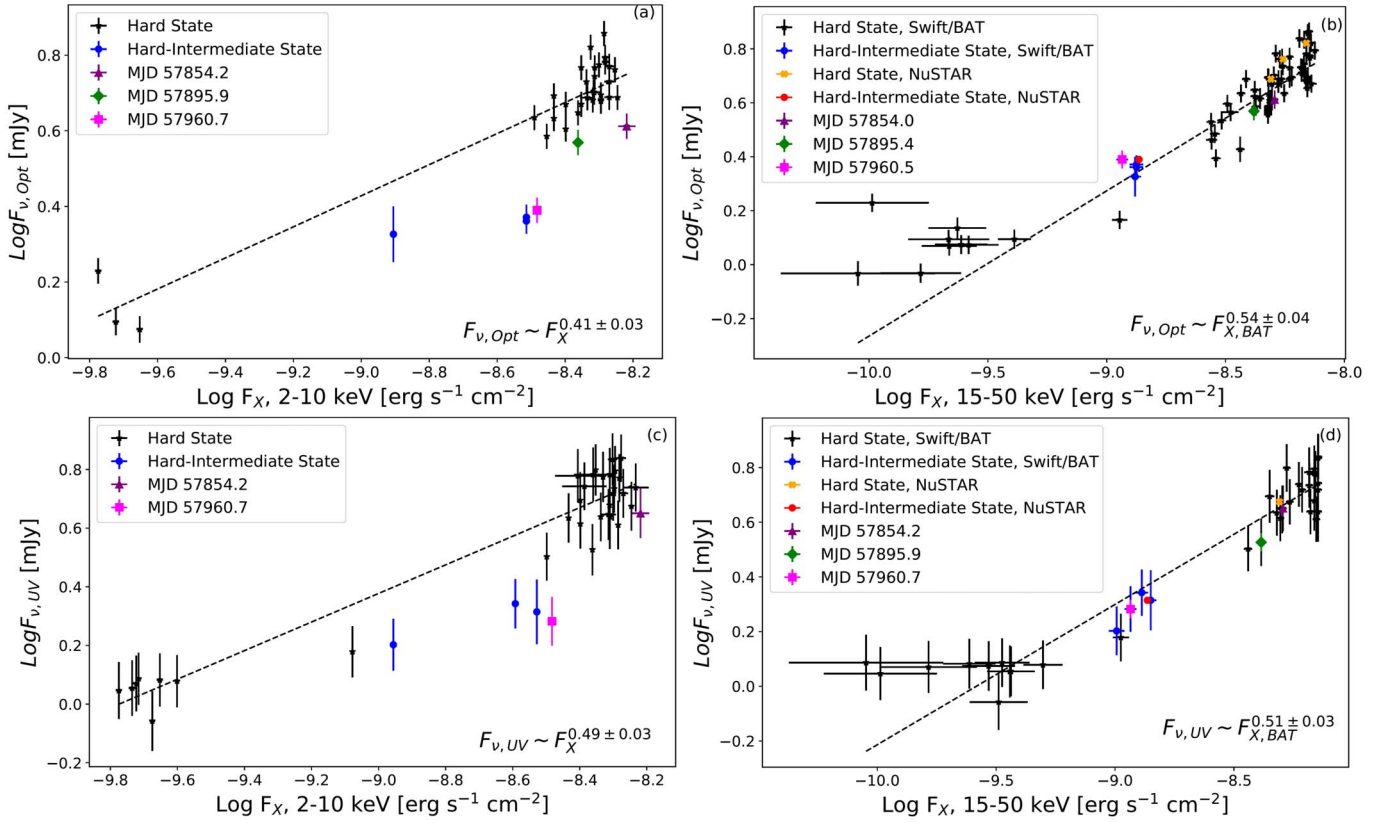 (a)
Hard State
Hard-Intermediate State
MJD 57854.2
MJD 57895.9
MJD 57960.7
LogF_{ν,Opt} [mJy]
0.8
0.6
0.4
0.2
0.0
F_{ν,Opt} ~ F_X^{0.41 ± 0.03}
−9.8 −9.6 −9.4 −9.2 −9.0 −8.8 −8.6 −8.4 −8.2
Log F_X, 2-10 keV [erg s^{−1} cm^{−2}]
(b)
Hard State, Swift/BAT
Hard-Intermediate State, Swift/BAT
Hard State, NuSTAR
Hard-Intermediate State, NuSTAR
MJD 57854.0
MJD 57895.4
MJD 57960.5
LogF_{ν,Opt} [mJy]
0.8
0.6
0.4
0.2
0.0
−0.2
F_{ν,Opt} ~ F_{X,BAT}^{0.54 ± 0.04}
−10.0 −9.5 −9.0 −8.5 −8.0
Log F_X, 15-50 keV [erg s^{−1} cm^{−2}]
(c)
Hard State
Hard-Intermediate State
MJD 57854.2
MJD 57960.7
LogF_{ν,UV} [mJy]
0.8
0.6
0.4
0.2
0.0
−0.2
F_{ν,UV} ~ F_X^{0.49 ± 0.03}
−9.8 −9.6 −9.4 −9.2 −9.0 −8.8 −8.6 −8.4 −8.2
Log F_X, 2-10 keV [erg s^{−1} cm^{−2}]
(d)
Hard State, Swift/BAT
Hard-Intermediate State, Swift/BAT
Hard State, NuSTAR
Hard-Intermediate State, NuSTAR
MJD 57854.2
MJD 57895.9
MJD 57960.7
LogF_{ν,UV} [mJy]
0.8
0.6
0.4
0.2
0.0
−0.2
F_{ν,UV} ~ F_{X,BAT}^{0.51 ± 0.03}
−10.0 −9.5 −9.0 −8.5
Log F_X, 15-50 keV [erg s^{−1} cm^{−2}]